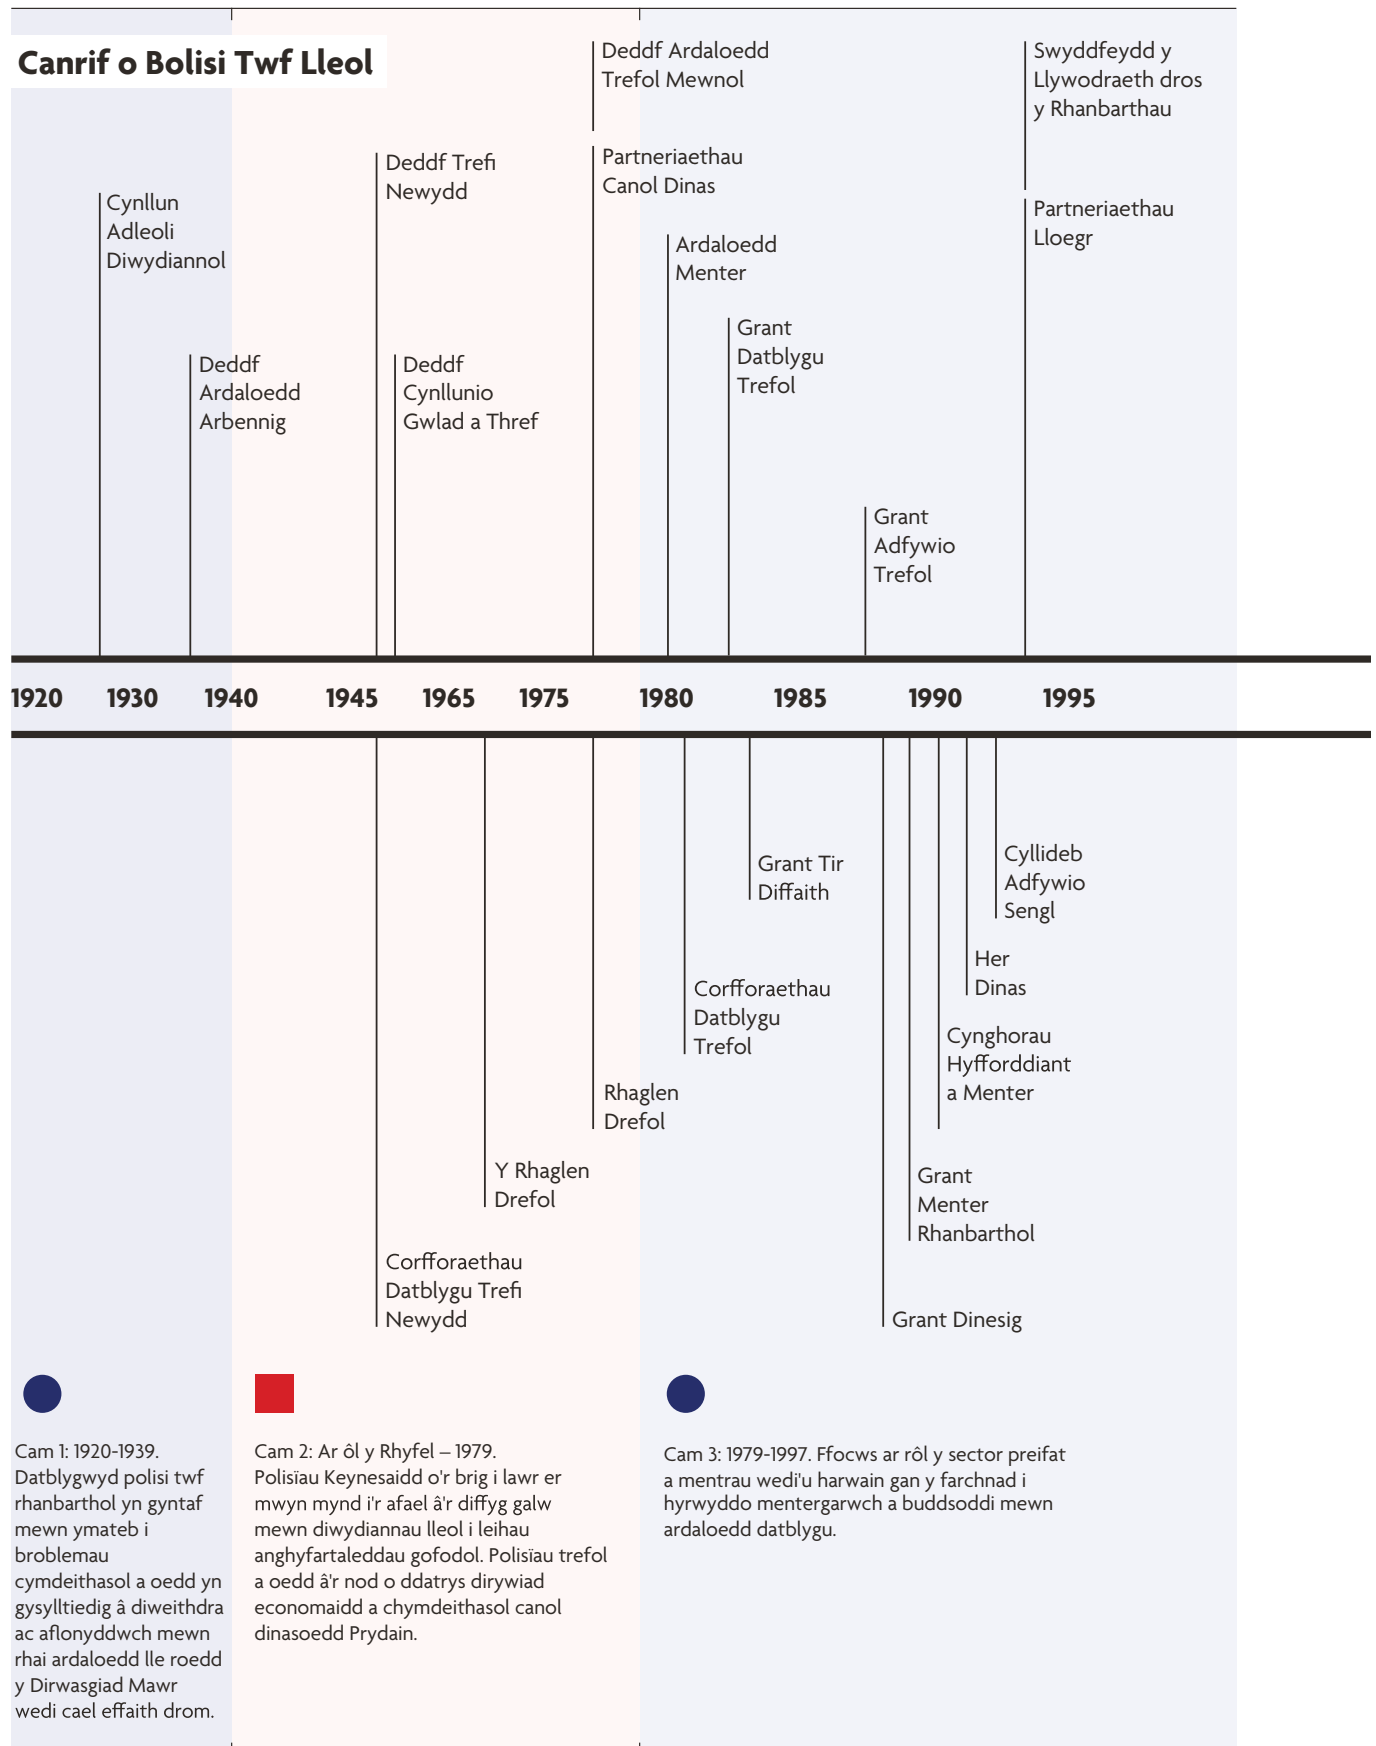 Canrif o Bolisi Twf Lleol
Cynllun
Adleoli
Diwydiannol
Deddf
Ardaloedd
Arbennig
Deddf Trefi
Newydd
Deddf
Cynllunio
Gwlad a Thref
Deddf Ardaloedd
Trefol Mewnol
Partneriaethau
Canol Dinas
Ardaloedd
Menter
Grant
Datblygu
Trefol
Grant
Adfywio
Trefol
Swyddfeydd y
Llywodraeth dros
y Rhanbarthau
Partneriaethau
Lloegr
1920 1930 1940 1945 1965 1975 1980 1985 1990 1995
Corfforaethau
Datblygu Trefi
Newydd
Y Rhaglen
Drefol
Rhaglen
Drefol
Corfforaethau
Datblygu
Trefol
Grant Tir
Diffaith
Grant Dinesig
Grant
Menter
Rhanbarthol
Cynghorau
Hyfforddiant
a Menter
Her
Dinas
Cyllideb
Adfywio
Sengl
Cam 1: 1920-1939.
Datblygwyd polisi twf
rhanbarthol yn gyntaf
mewn ymateb i
broblemau
cymdeithasol a oedd yn
gysylltiedig â diweithdra
ac aflonyddwch mewn
rhai ardaloedd lle roedd
y Dirwasgiad Mawr
wedi cael effaith drom.
Cam 2: Ar ôl y Rhyfel – 1979.
Polisïau Keynesaidd o'r brig i lawr er
mwyn mynd i'r afael â'r diffyg galw
mewn diwydiannau lleol i leihau
anghyfartaleddau gofodol. Polisïau trefol
a oedd â'r nod o ddatrys dirywiad
economaidd a chymdeithasol canol
dinasoedd Prydain.
Cam 3: 1979-1997. Ffocws ar rôl y sector preifat
a mentrau wedi'u harwain gan y farchnad i
hyrwyddo mentergarwch a buddsoddi mewn
ardaloedd datblygu.